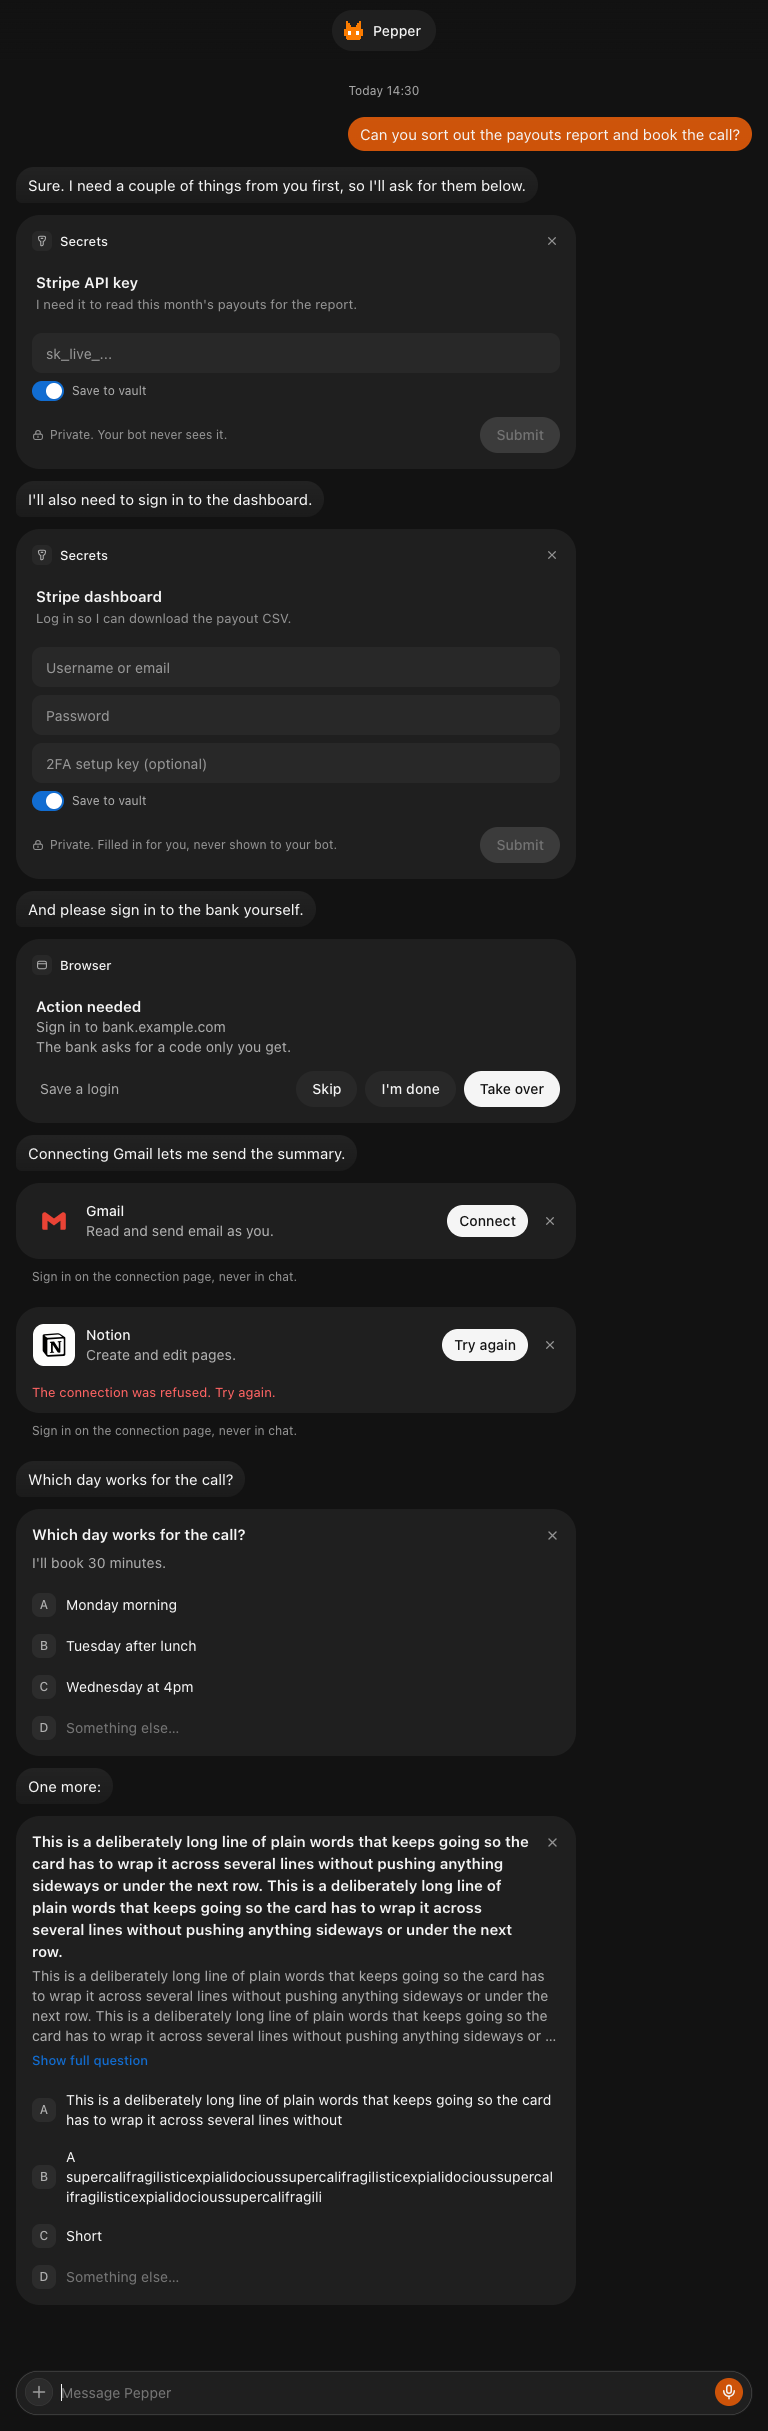 Pepper
Today 14:30
Can you sort out the payouts report and book the call?
Sure. I need a couple of things from you first, so I'll ask for them below.
Secrets
Stripe API key
I need it to read this month's payouts for the report.
sk_live_...
Save to vault
Private. Your bot never sees it.
Submit
I'll also need to sign in to the dashboard.
Secrets
Stripe dashboard
Log in so I can download the payout CSV.
Username or email
Password
2FA setup key (optional)
Save to vault
Private. Filled in for you, never shown to your bot.
Submit
And please sign in to the bank yourself.
Browser
Action needed
Sign in to bank.example.com
The bank asks for a code only you get.
Save a login
Skip
I'm done
Take over
Connecting Gmail lets me send the summary.
Gmail
Read and send email as you.
Connect
Sign in on the connection page, never in chat.
Notion
Create and edit pages.
Try again
The connection was refused. Try again.
Sign in on the connection page, never in chat.
Which day works for the call?
Which day works for the call?
I'll book 30 minutes.
A Monday morning
B Tuesday after lunch
C Wednesday at 4pm
D Something else...
One more:
This is a deliberately long line of plain words that keeps going so the
card has to wrap it across several lines without pushing anything
sideways or under the next row. This is a deliberately long line of
plain words that keeps going so the card has to wrap it across
several lines without pushing anything sideways or under the next
row.
This is a deliberately long line of plain words that keeps going so the card has
to wrap it across several lines without pushing anything sideways or under the
next row. This is a deliberately long line of plain words that keeps going so the
card has to wrap it across several lines without pushing anything sideways or ...
Show full question
A This is a deliberately long line of plain words that keeps going so the card
has to wrap it across several lines without
B A
supercalifragilisticexpialidocioussupercalifragilisticexpialidocioussupercal
ifragilisticexpialidocioussupercalifragili
C Short
D Something else...
Message Pepper